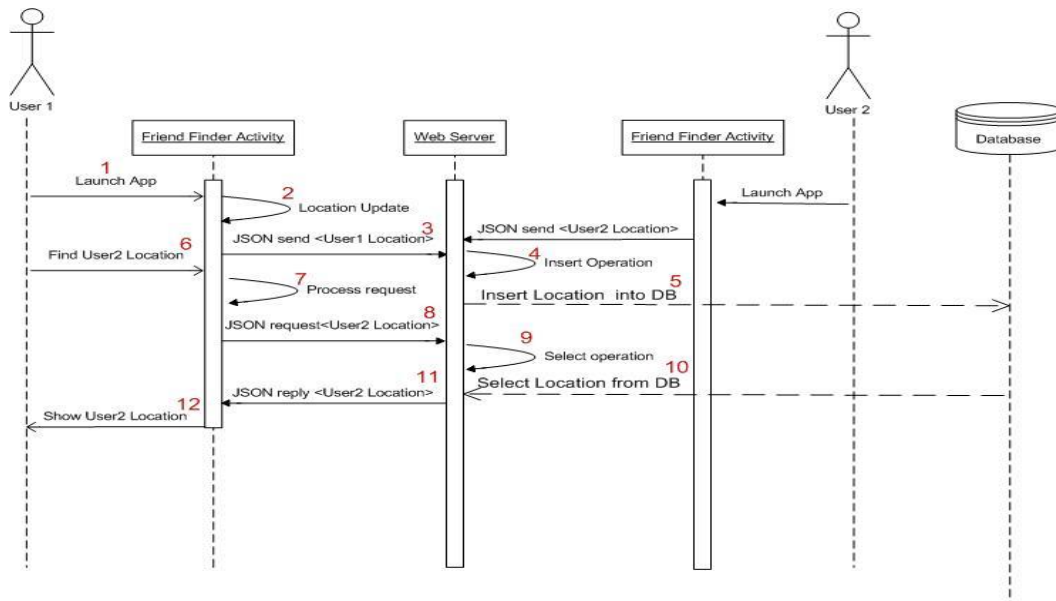 User 1
User 2
Friend Finder Activity
Web Server
Friend Finder Activity
Database
1
Launch App
Launch App
2
Location Update
3
JSON send <User1 Location>
JSON send <User2 Location>
6
Find User2 Location
4
Insert Operation
7
Process request
5
Insert Location into DB
8
JSON request<User2 Location>
9
Select operation
10
Select Location from DB
11
JSON reply <User2 Location>
12
Show User2 Location